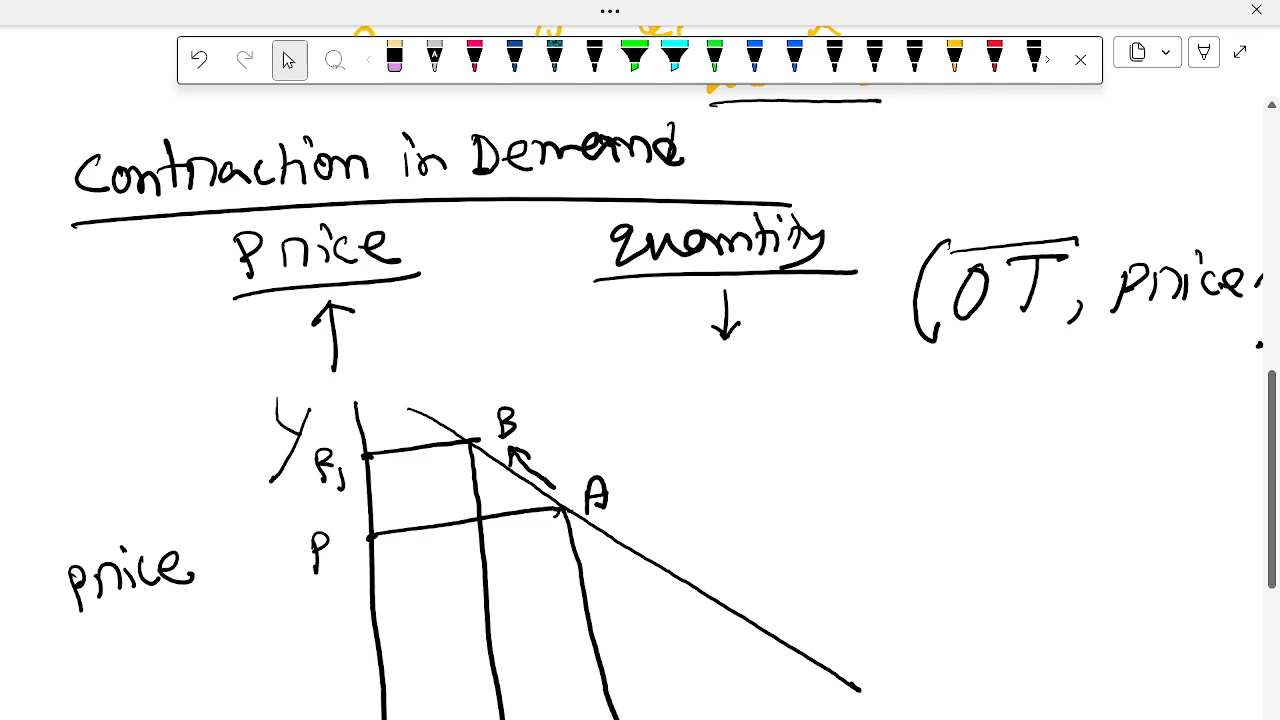 Contraction in Demand
Price quantity
(OT, price
Y
B
P1
A
P
price